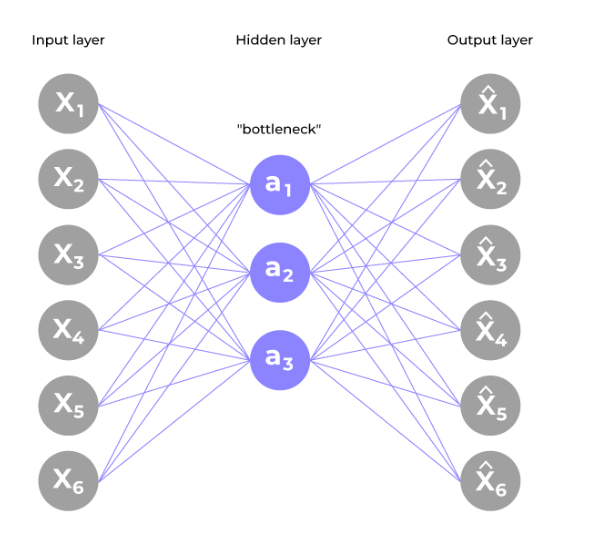 Input layer Hidden layer Output layer
"bottleneck"
X₁ a₁ X̂₁
X₂ a₂ X̂₂
X₃ a₃ X̂₃
X₄ X̂₄
X₅ X̂₅
X₆ X̂₆